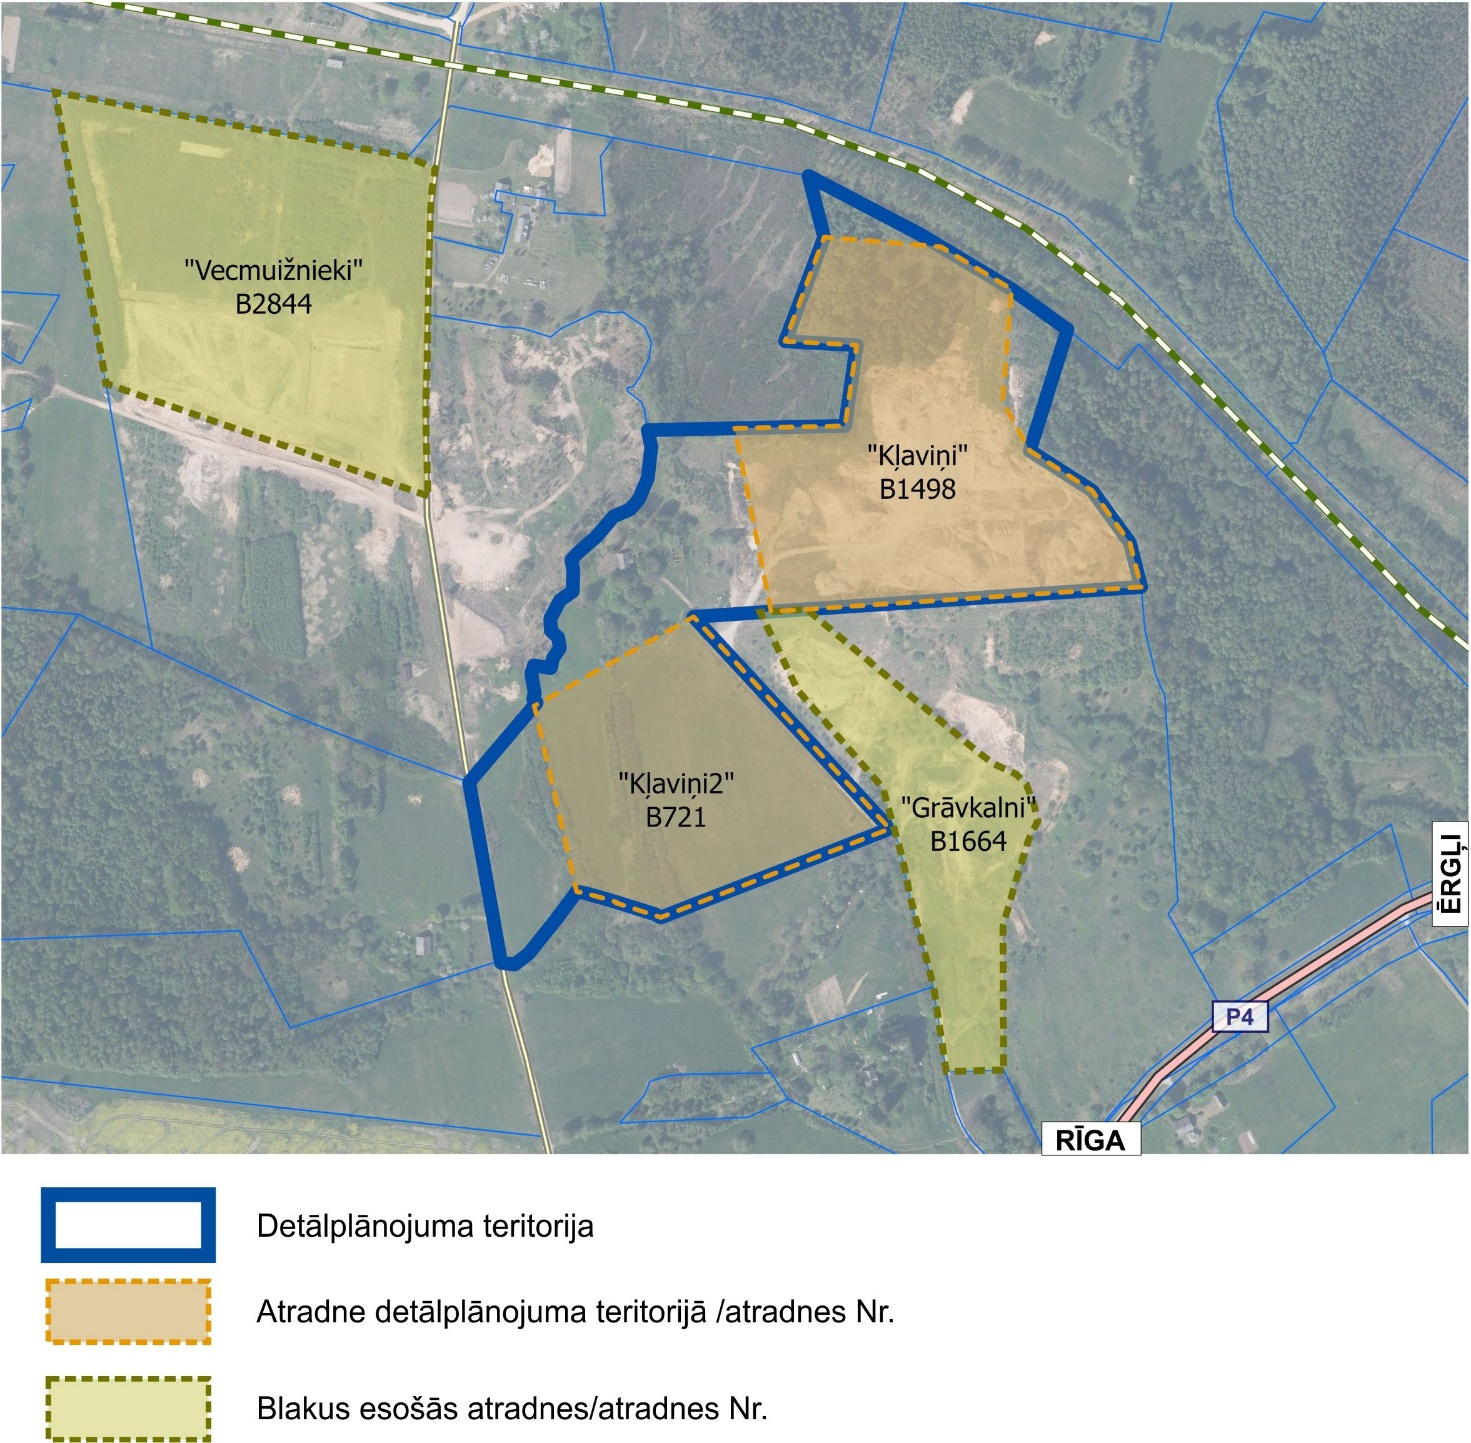 "Vecmuižnieki"
B2844
"Kļaviņi"
B1498
"Kļaviņi2"
B721
"Grāvkalni"
B1664
ĒRGĻI
P4
RĪGA
Detālplānojuma teritorija
Atradne detālplānojuma teritorijā /atradnes Nr.
Blakus esošās atradnes/atradnes Nr.